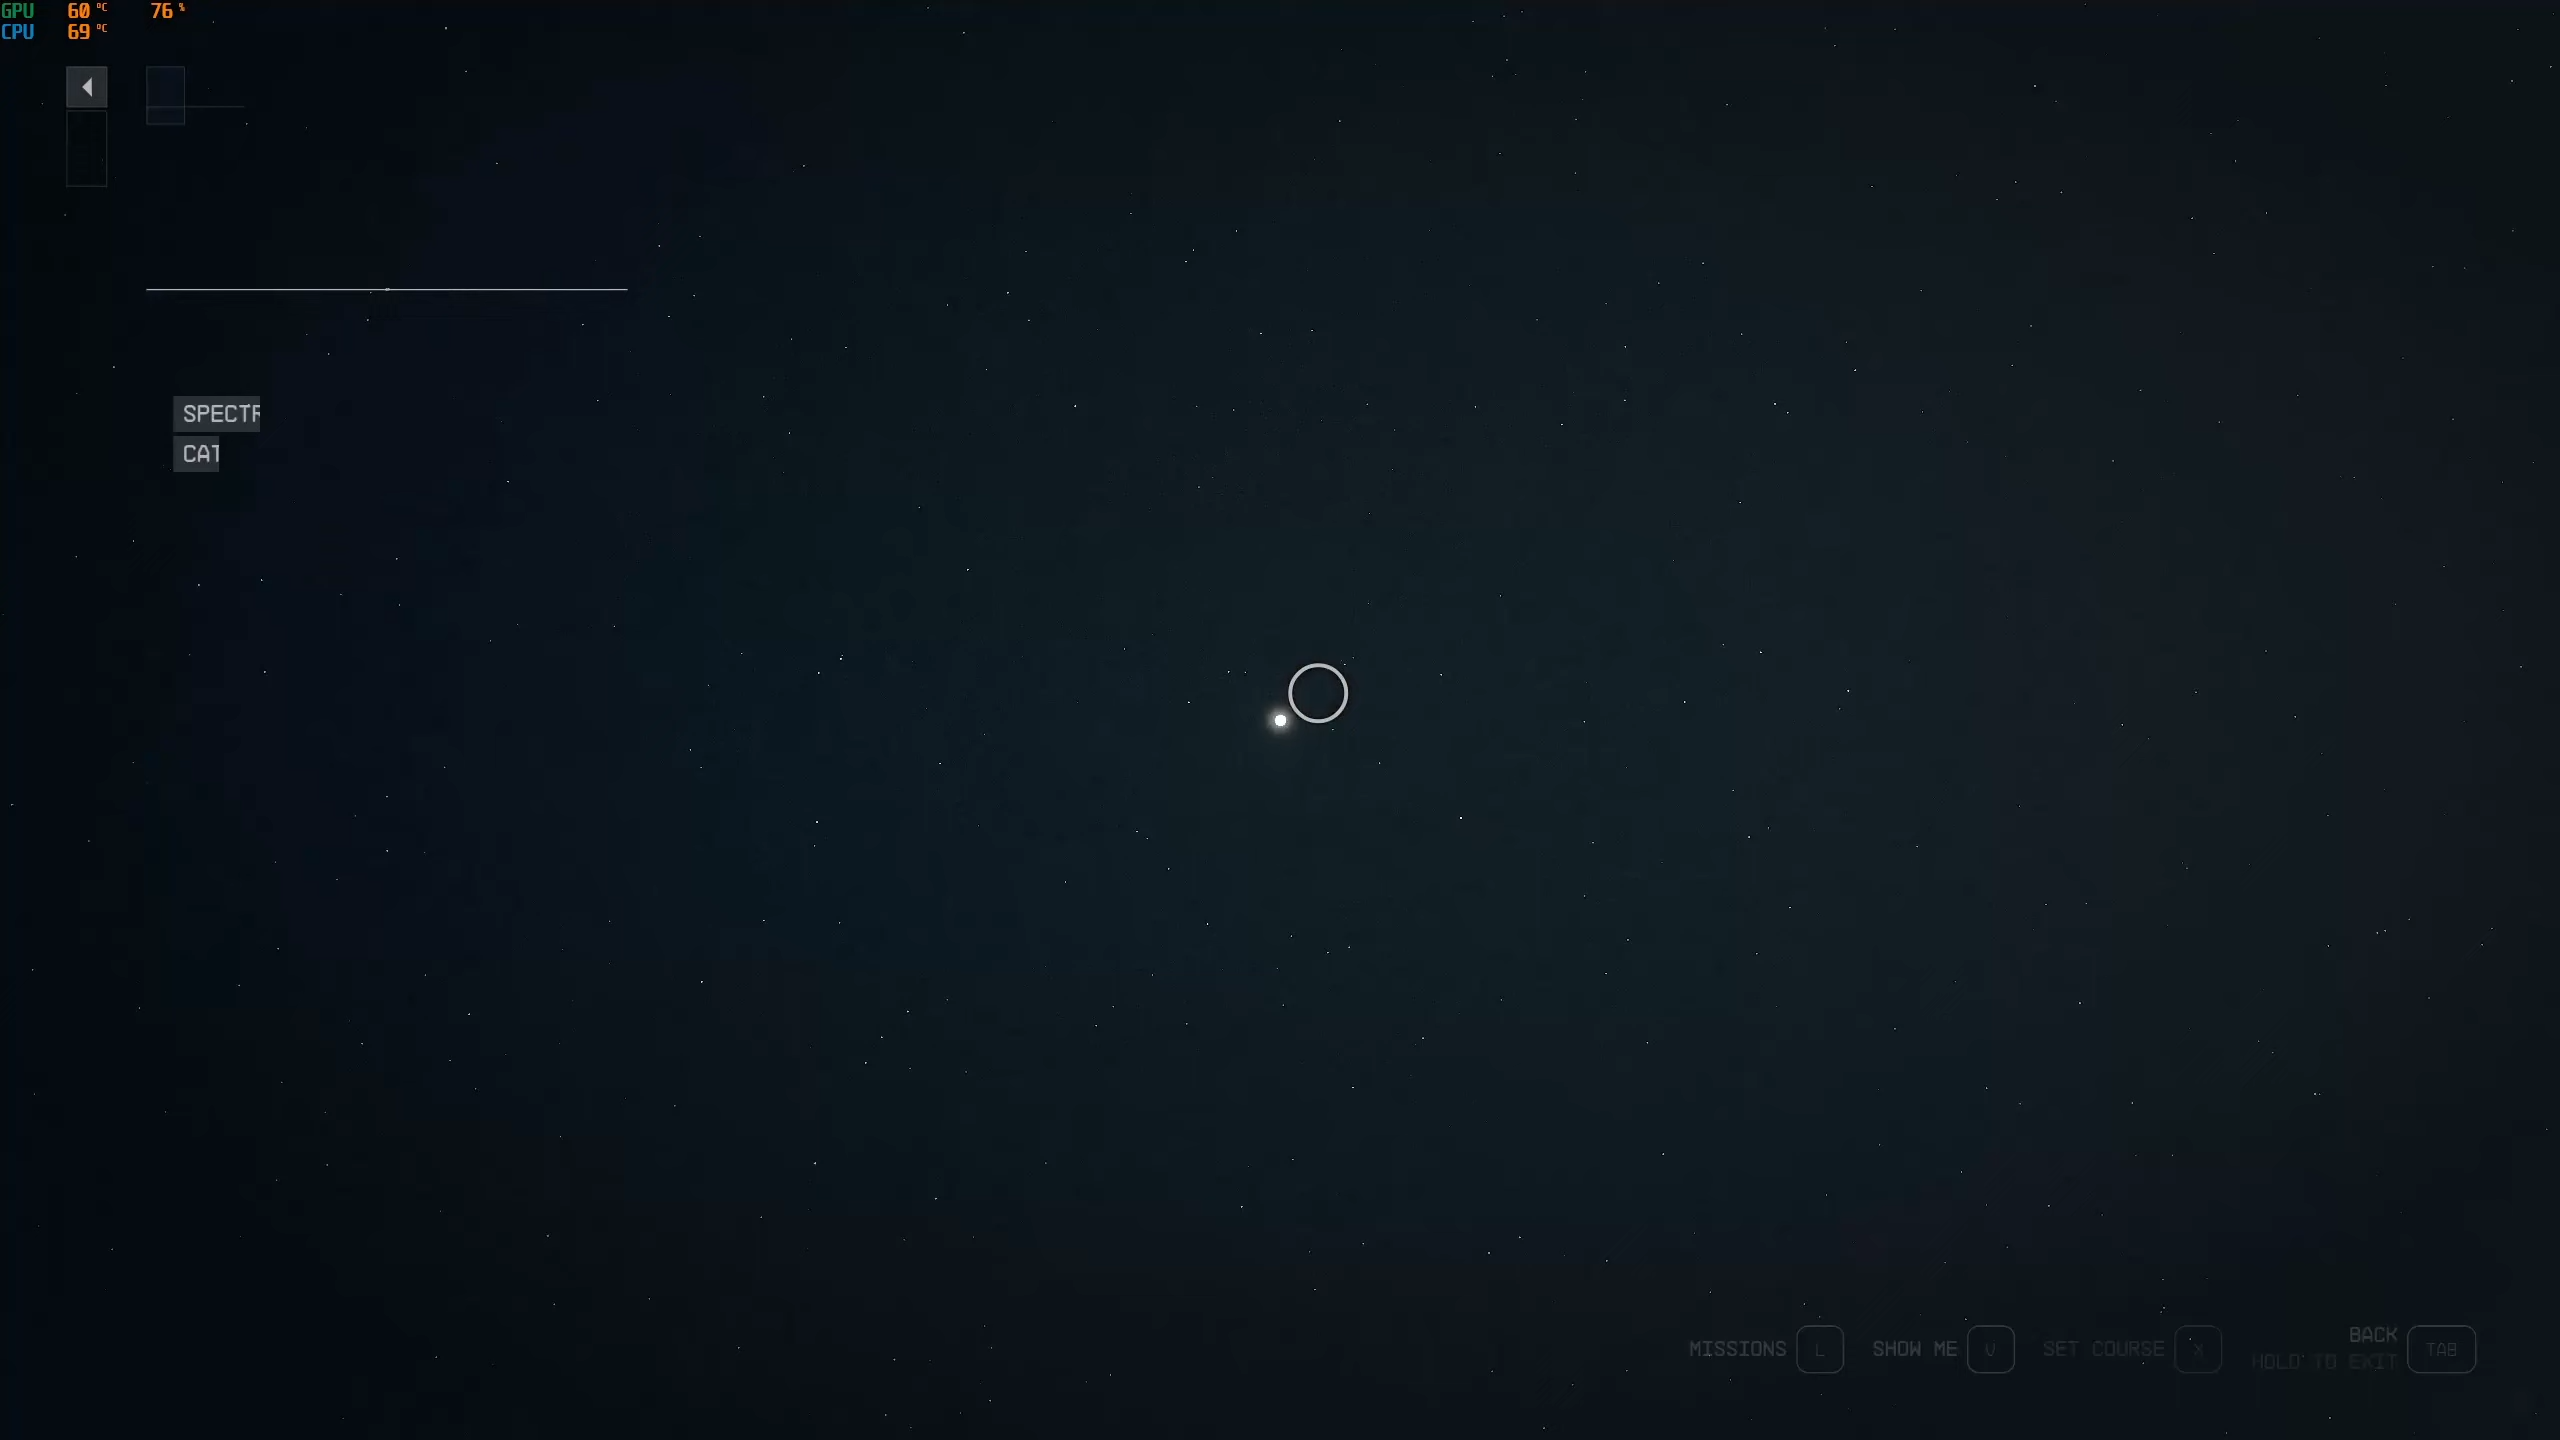 GPU 60 °C 76 %
CPU 69 °C
SPECTR
CAT
MISSIONS L SHOW ME V SET COURSE X BACK TAB
HOLD TO EXIT